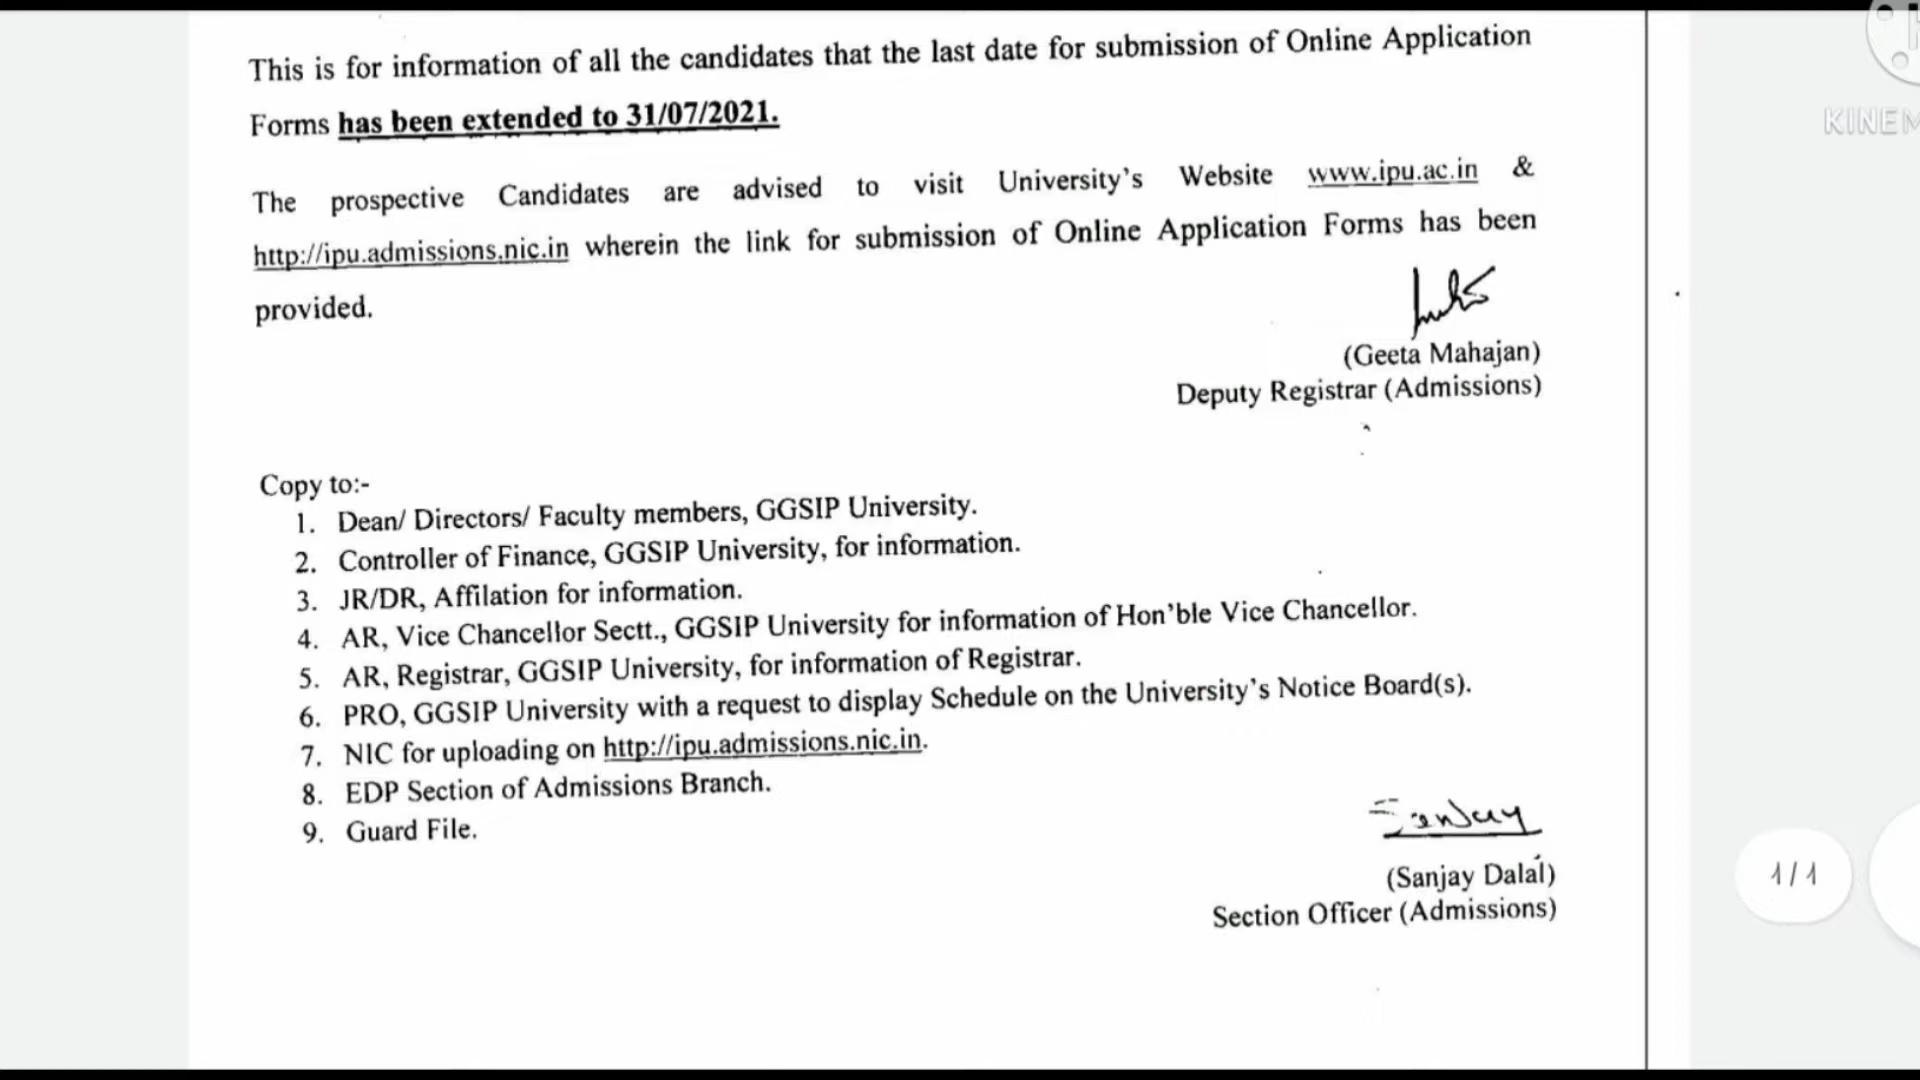 This is for information of all the candidates that the last date for submission of Online Application
Forms has been extended to 31/07/2021.
The prospective Candidates are advised to visit University's Website www.ipu.ac.in &
http://ipu.admissions.nic.in wherein the link for submission of Online Application Forms has been
provided.
(Geeta Mahajan)
Deputy Registrar (Admissions)
Copy to:-
1. Dean/ Directors/ Faculty members, GGSIP University.
2. Controller of Finance, GGSIP University, for information.
3. JR/DR, Affilation for information.
4. AR, Vice Chancellor Sectt., GGSIP University for information of Hon'ble Vice Chancellor.
5. AR, Registrar, GGSIP University, for information of Registrar.
6. PRO, GGSIP University with a request to display Schedule on the University's Notice Board(s).
7. NIC for uploading on http://ipu.admissions.nic.in.
8. EDP Section of Admissions Branch.
9. Guard File.
Sanjay
(Sanjay Dalal)
Section Officer (Admissions)
1/1
KINEM